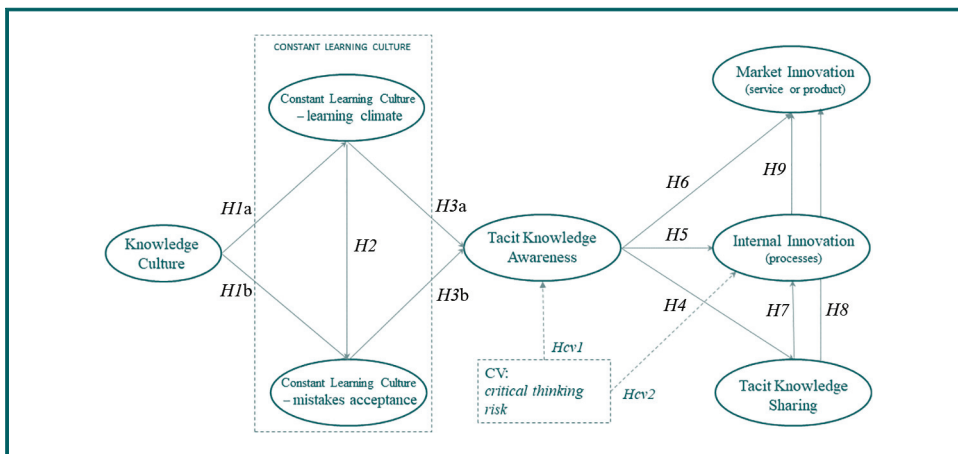 CONSTANT LEARNING CULTURE
Constant Learning Culture
– learning climate
Market Innovation
(service or product)
H1a
H3a
H6
H9
Knowledge
Culture
H2
Tacit Knowledge
Awareness
H5
Internal Innovation
(processes)
H1b
H3b
H4
H7
H8
Constant Learning Culture
– mistakes acceptance
Hcv1
CV:
critical thinking
risk
Hcv2
Tacit Knowledge
Sharing